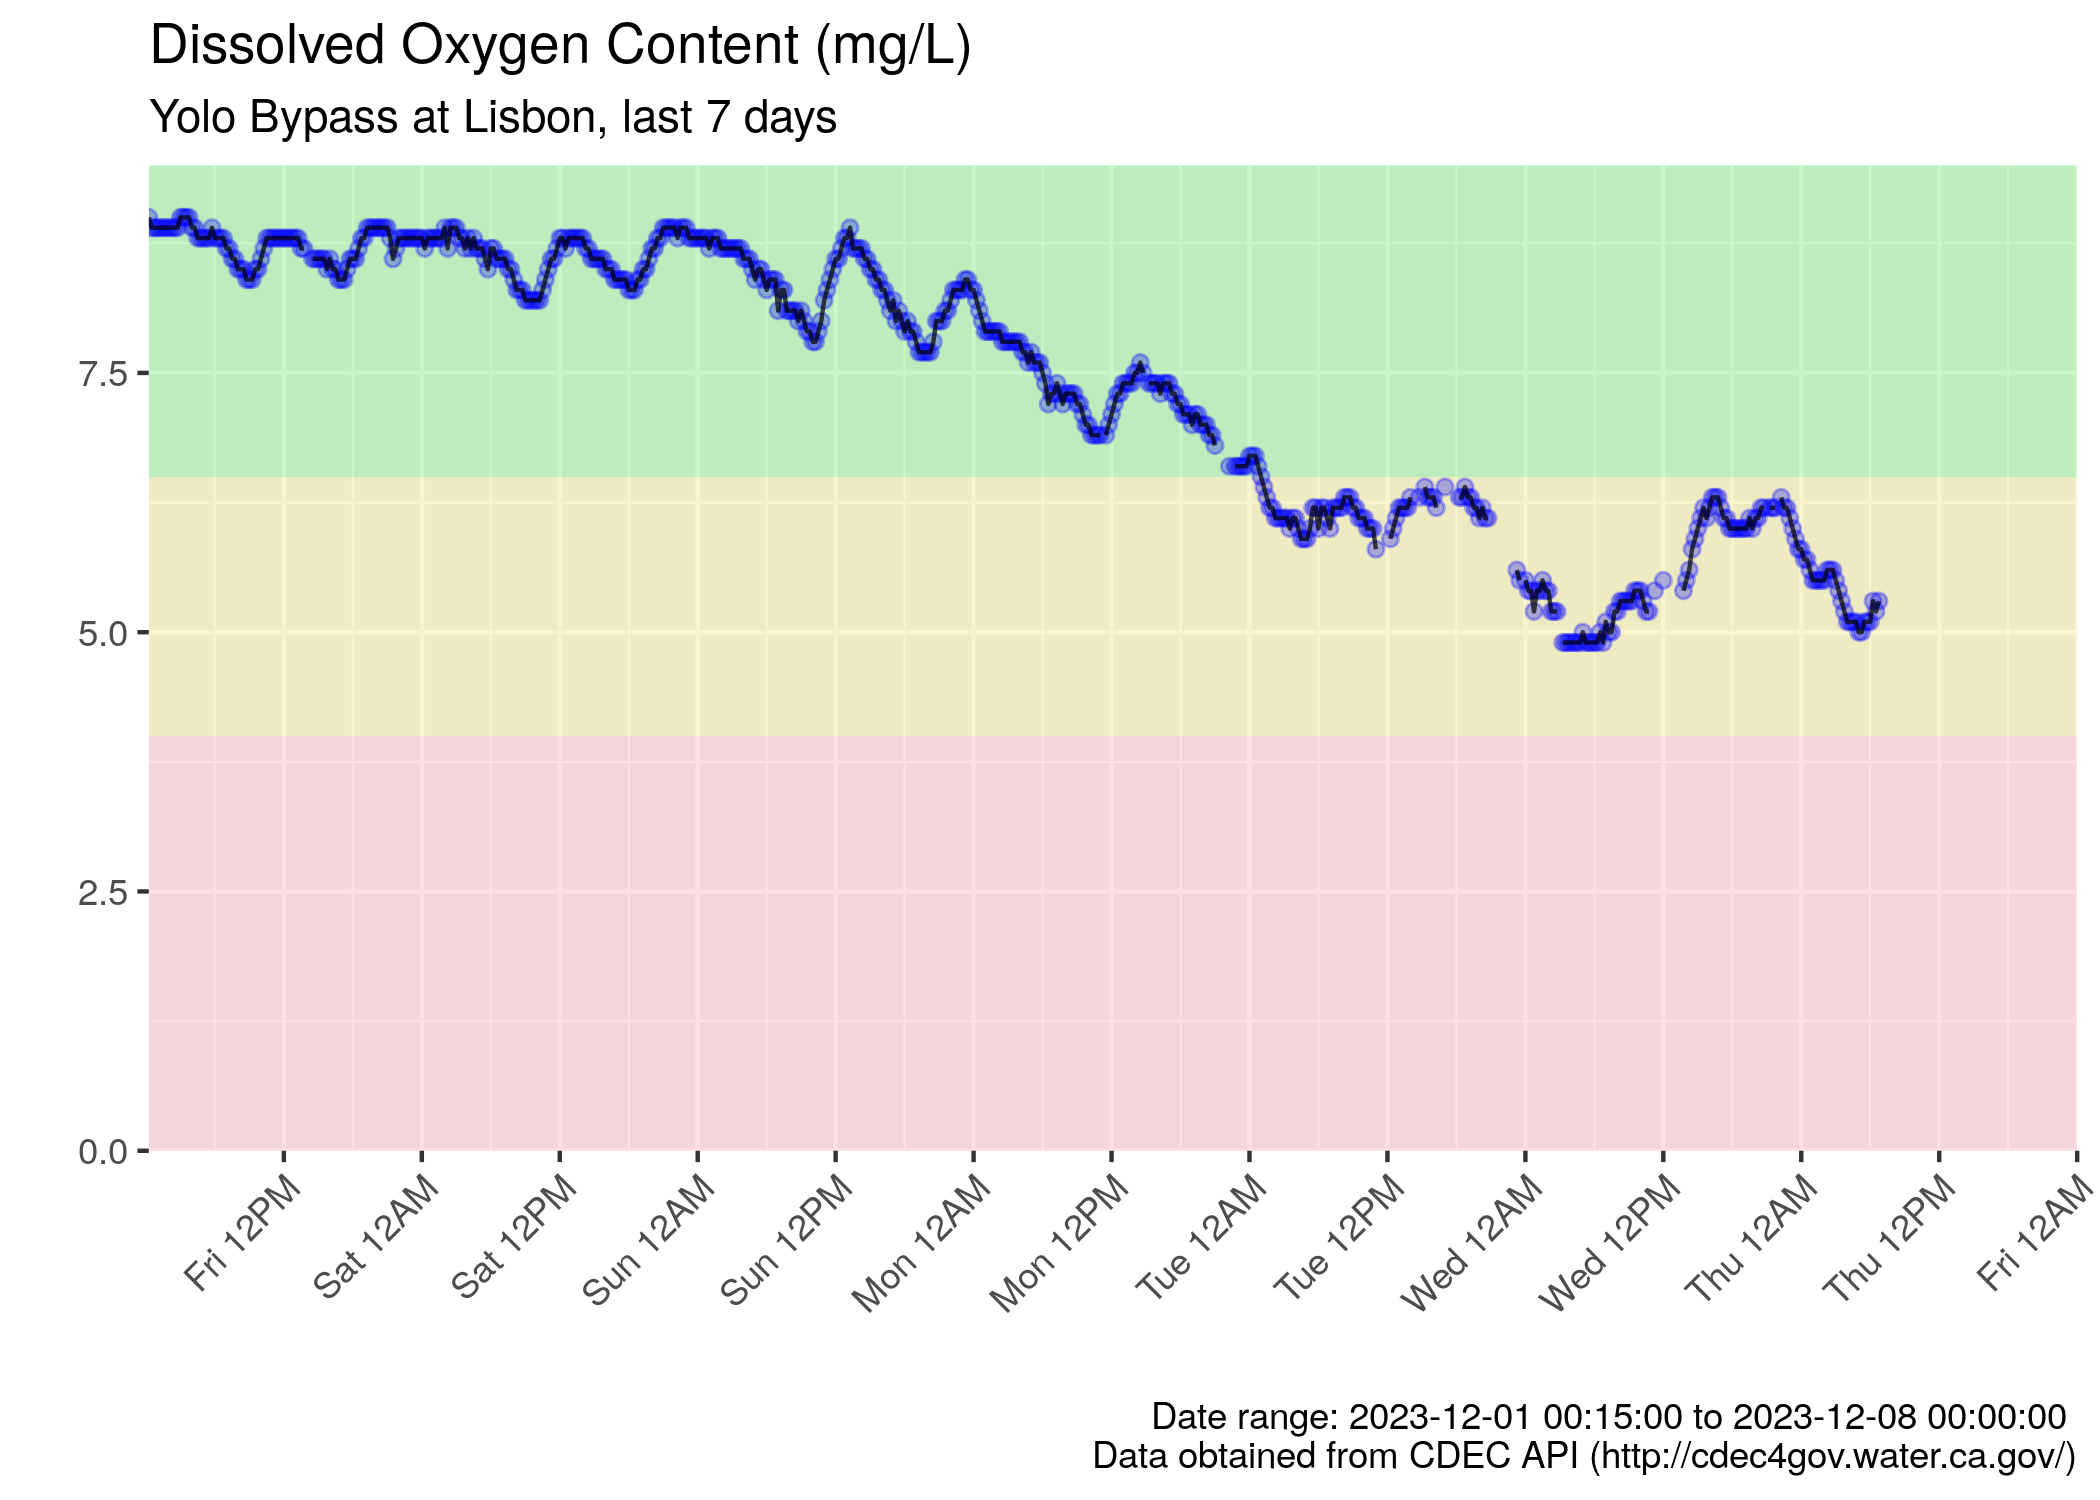 Dissolved Oxygen Content (mg/L)
Yolo Bypass at Lisbon, last 7 days
7.5
5.0
2.5
0.0
Fri 12PM
Sat 12AM
Sat 12PM
Sun 12AM
Sun 12PM
Mon 12AM
Mon 12PM
Tue 12AM
Tue 12PM
Wed 12AM
Wed 12PM
Thu 12AM
Thu 12PM
Fri 12AM
Date range: 2023-12-01 00:15:00 to 2023-12-08 00:00:00
Data obtained from CDEC API (http://cdec4gov.water.ca.gov/)